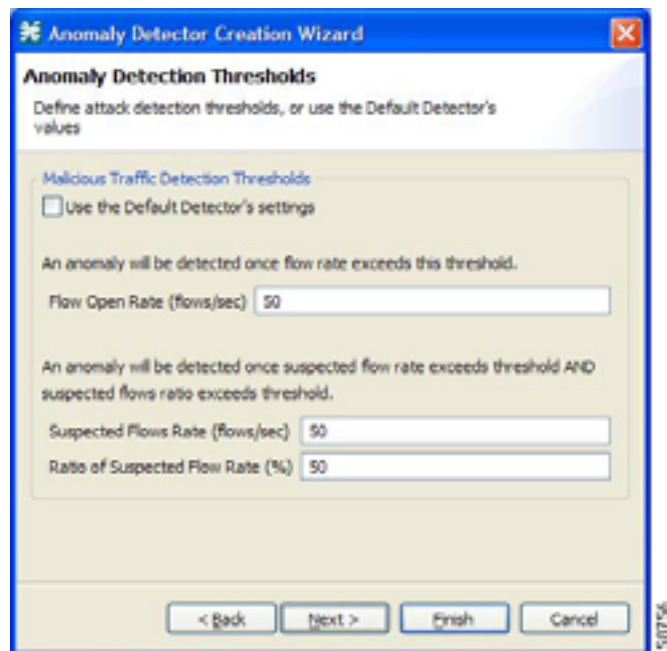 Anomaly Detector Creation Wizard
Anomaly Detection Thresholds
Define attack detection thresholds, or use the Default Detector's
values
Malicious Traffic Detection Thresholds
Use the Default Detector's settings
An anomaly will be detected once flow rate exceeds this threshold.
Flow Open Rate (flows/sec) 50
An anomaly will be detected once suspected flow rate exceeds threshold AND
suspected flows ratio exceeds threshold.
Suspected Flows Rate (flows/sec) 50
Ratio of Suspected Flow Rate (%) 50
< Back Next > Finish Cancel